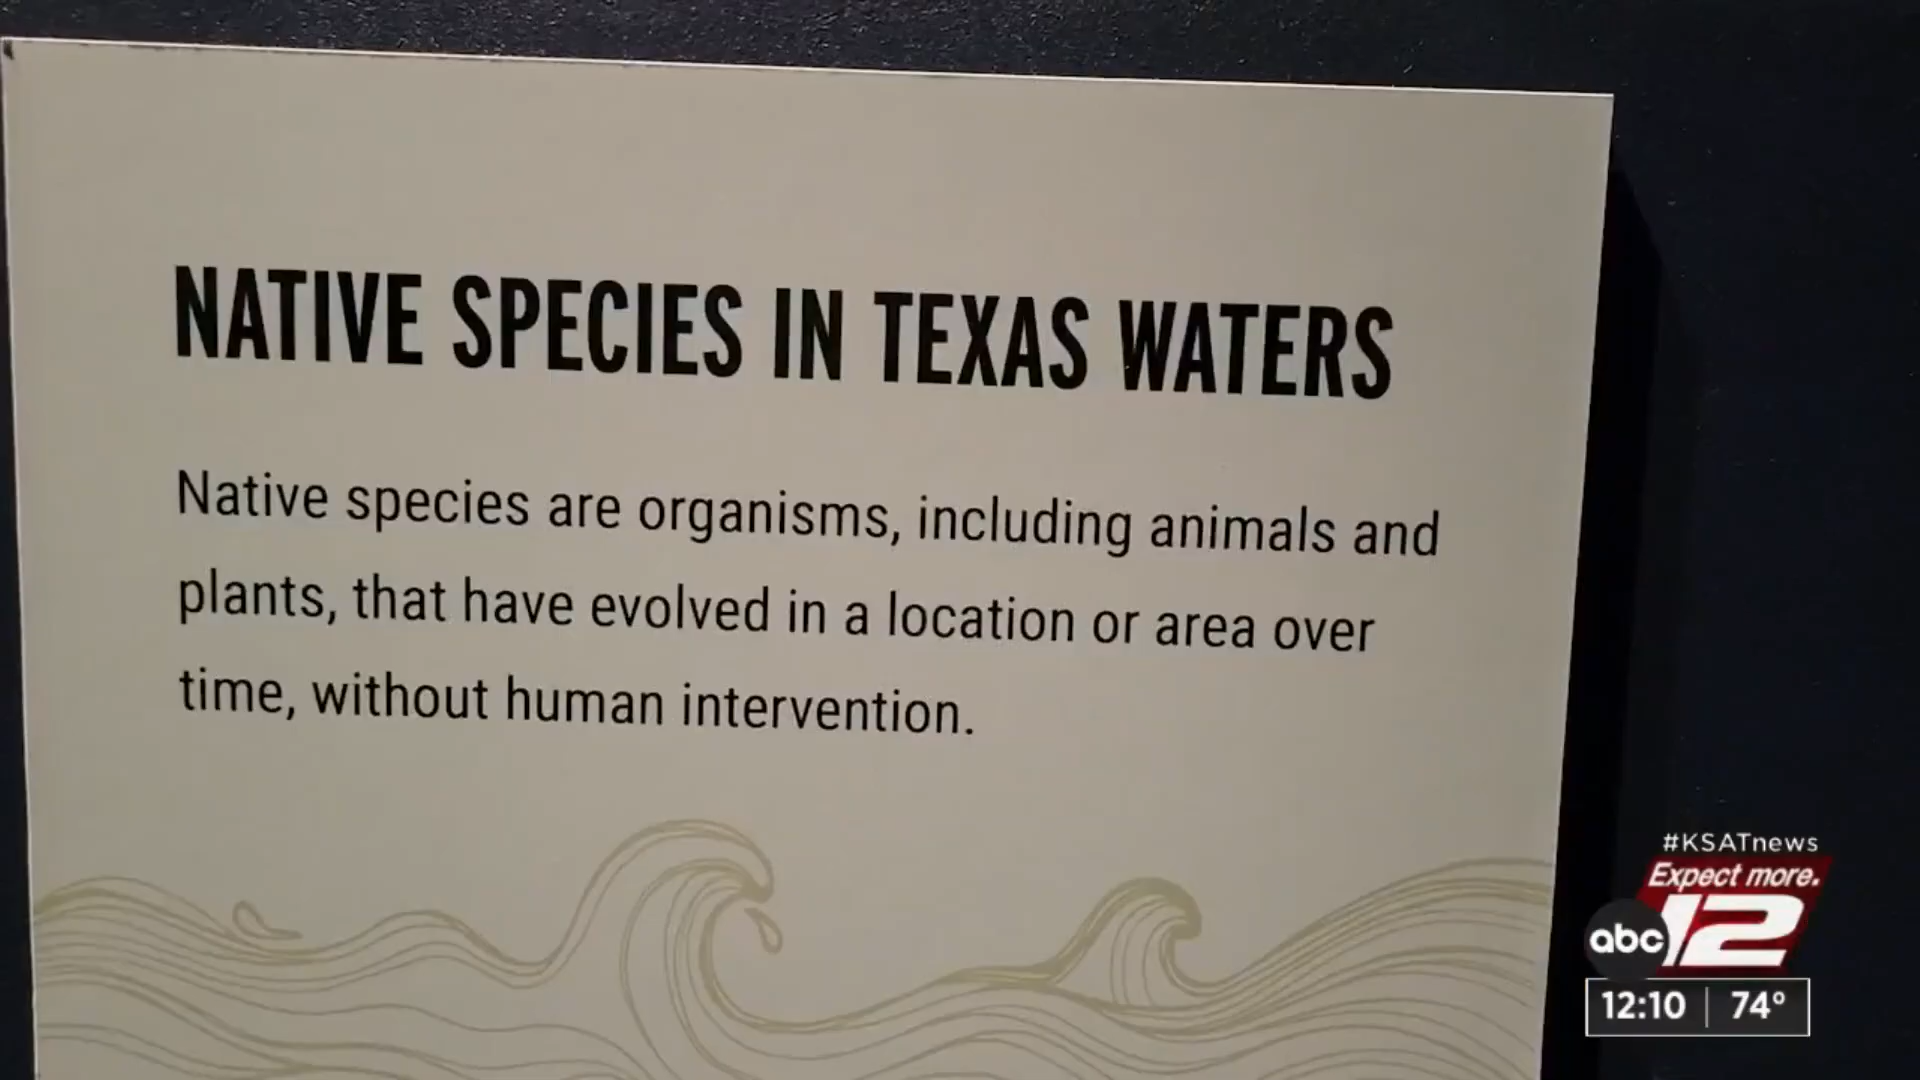 NATIVE SPECIES IN TEXAS WATERS
Native species are organisms, including animals and
plants, that have evolved in a location or area over
time, without human intervention.
#KSATnews
Expect more.
abc 12
12:10 | 74°